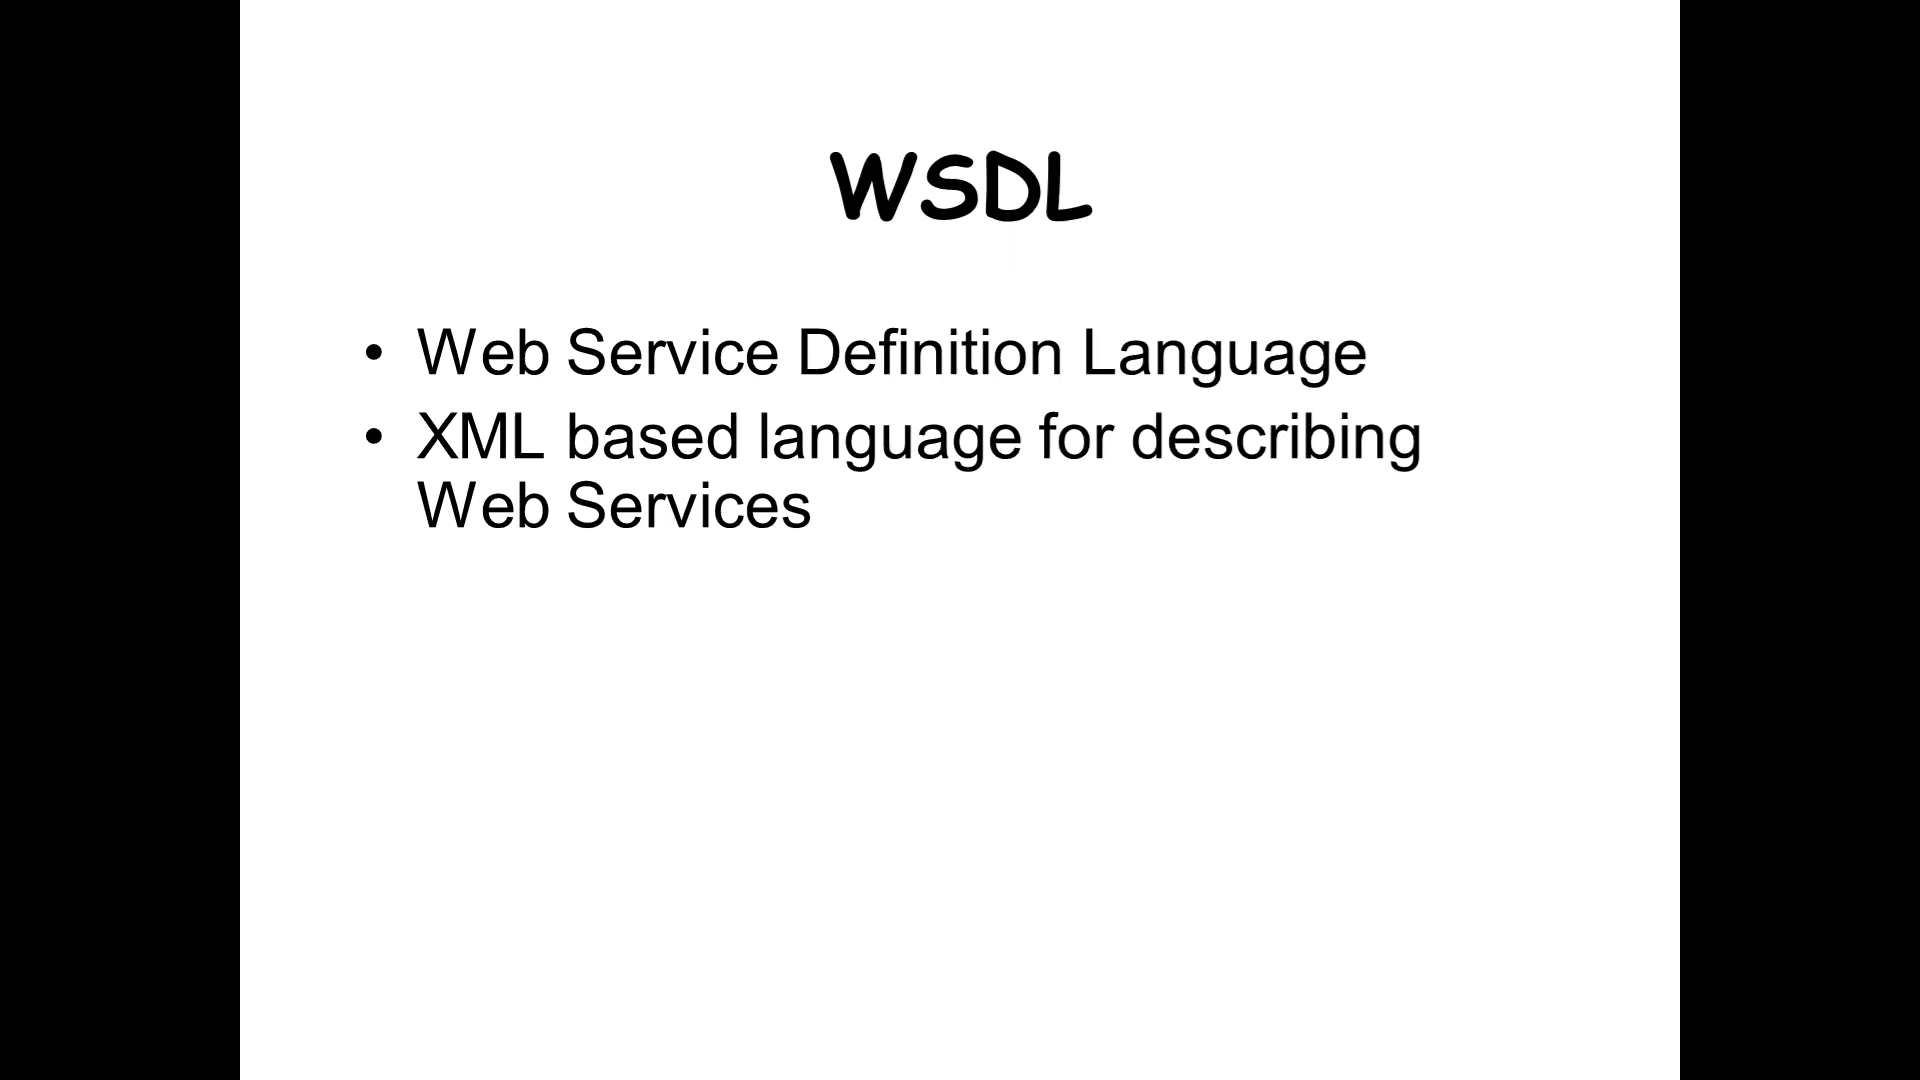 WSDL
• Web Service Definition Language
• XML based language for describing
Web Services